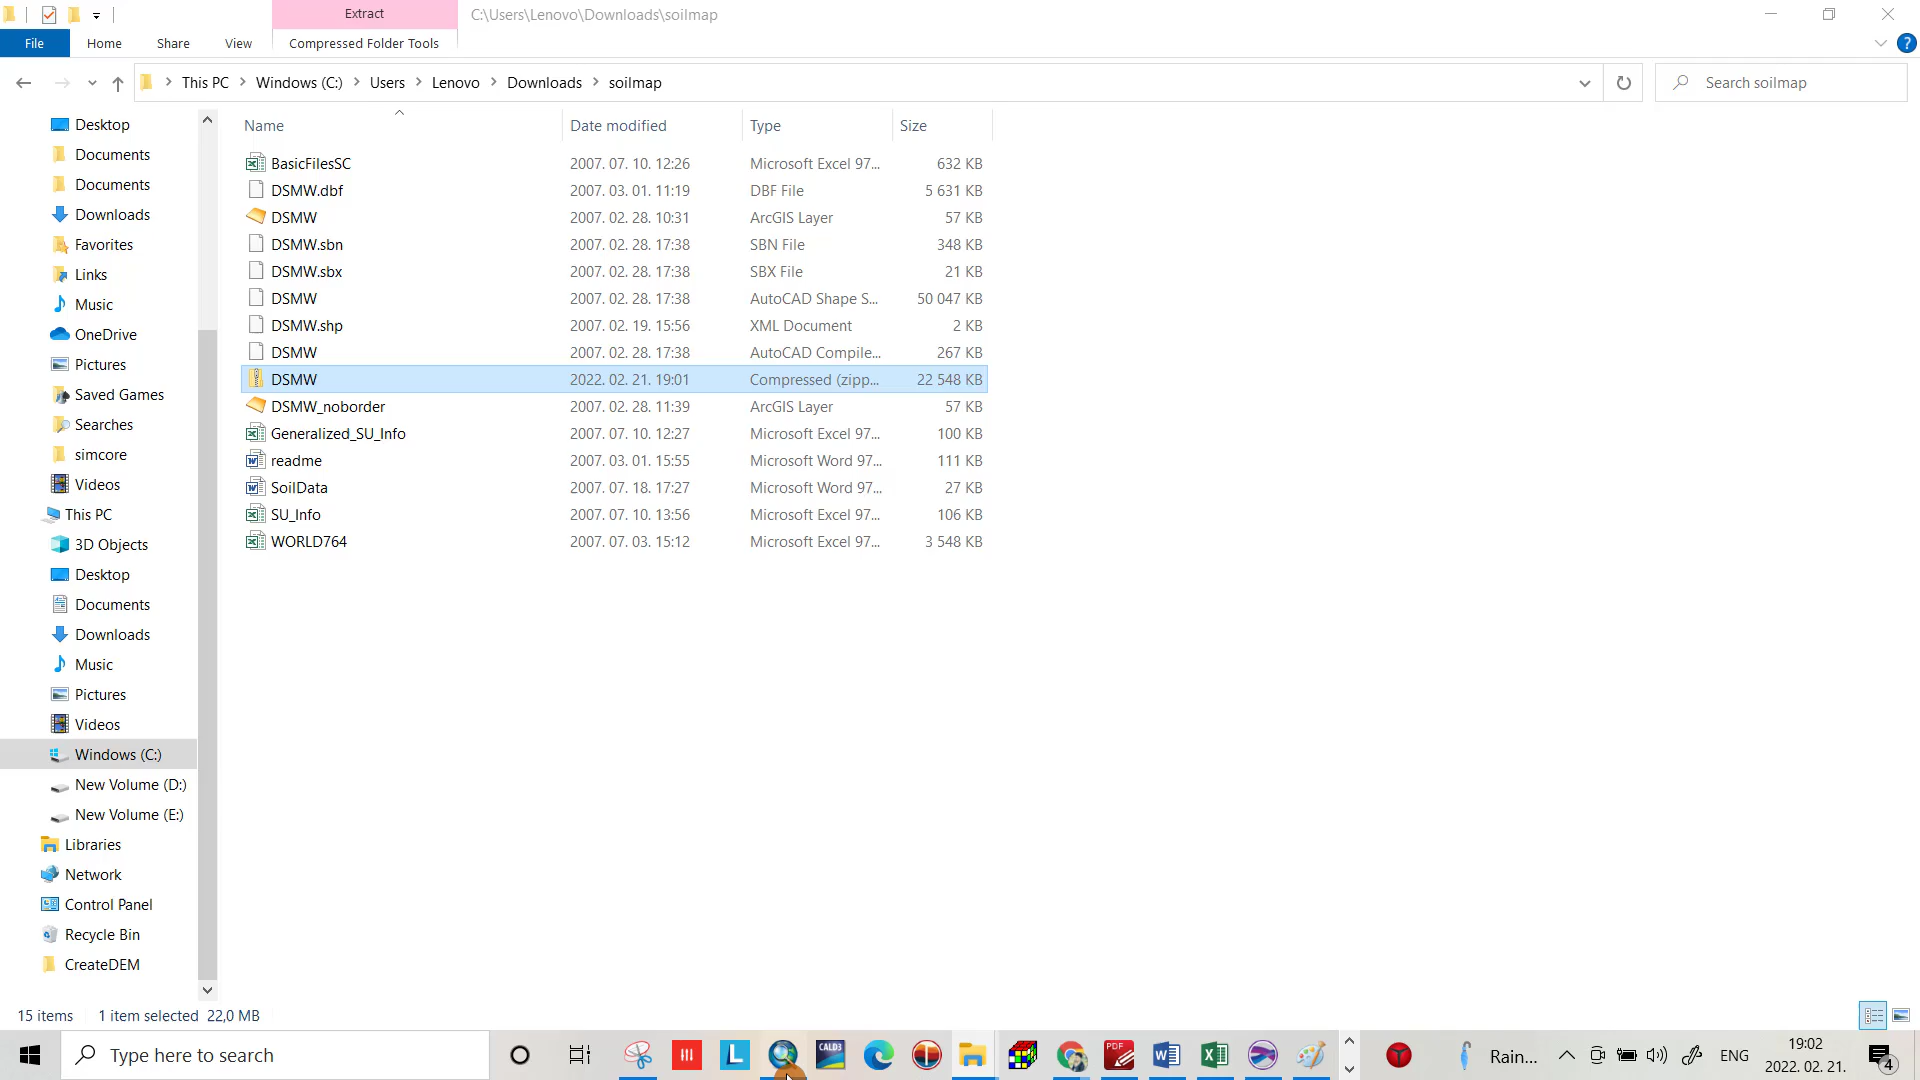 Extract
C:\Users\Lenovo\Downloads\soilmap
File
Home
Share
View
Compressed Folder Tools
?
This PC
Windows (C:)
Users
Lenovo
Downloads
soilmap
Search soilmap
Name
Date modified
Type
Size
BasicFilesSC 2007. 07. 10. 12:26 Microsoft Excel 97... 632 KB
DSMW.dbf 2007. 03. 01. 11:19 DBF File 5 631 KB
DSMW 2007. 02. 28. 10:31 ArcGIS Layer 57 KB
DSMW.sbn 2007. 02. 28. 17:38 SBN File 348 KB
DSMW.sbx 2007. 02. 28. 17:38 SBX File 21 KB
DSMW 2007. 02. 28. 17:38 AutoCAD Shape S... 50 047 KB
DSMW.shp 2007. 02. 19. 15:56 XML Document 2 KB
DSMW 2007. 02. 28. 17:38 AutoCAD Compile... 267 KB
DSMW 2022. 02. 21. 19:01 Compressed (zipp... 22 548 KB
DSMW_noborder 2007. 02. 28. 11:39 ArcGIS Layer 57 KB
Generalized_SU_Info 2007. 07. 10. 12:27 Microsoft Excel 97... 100 KB
readme 2007. 03. 01. 15:55 Microsoft Word 97... 111 KB
SoilData 2007. 07. 18. 17:27 Microsoft Word 97... 27 KB
SU_Info 2007. 07. 10. 13:56 Microsoft Excel 97... 106 KB
WORLD764 2007. 07. 03. 15:12 Microsoft Excel 97... 3 548 KB
Desktop
Documents
Documents
Downloads
Favorites
Links
Music
OneDrive
Pictures
Saved Games
Searches
simcore
Videos
This PC
3D Objects
Desktop
Documents
Downloads
Music
Pictures
Videos
Windows (C:)
New Volume (D:)
New Volume (E:)
Libraries
Network
Control Panel
Recycle Bin
CreateDEM
15 items
1 item selected 22,0 MB
Type here to search
L
CALD3
PDF
Rain...
ENG
19:02
2022. 02. 21.
4